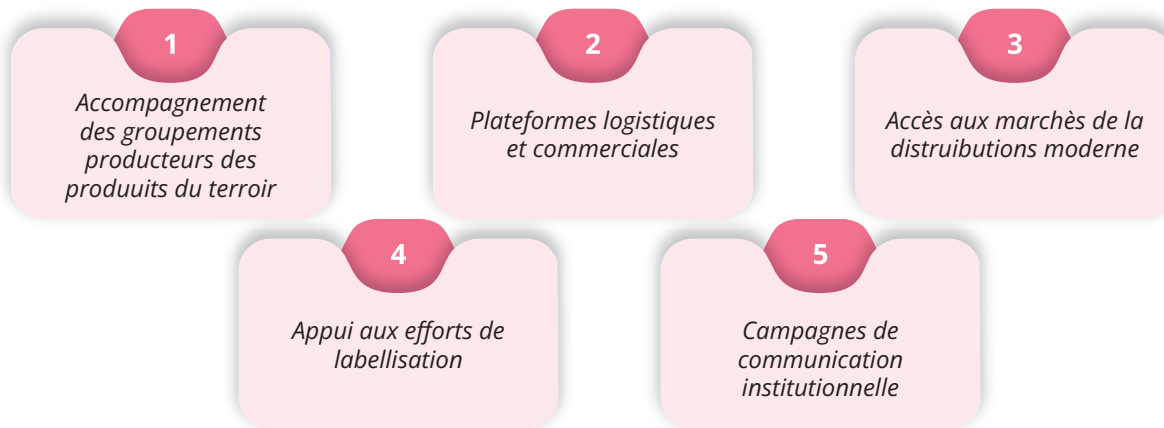 1
Accompagnement
des groupements
producteurs des
produuits du terroir
2
Plateformes logistiques
et commerciales
3
Accès aux marchès de la
distruibutions moderne
4
Appui aux efforts de
labellisation
5
Campagnes de
communication
institutionnelle